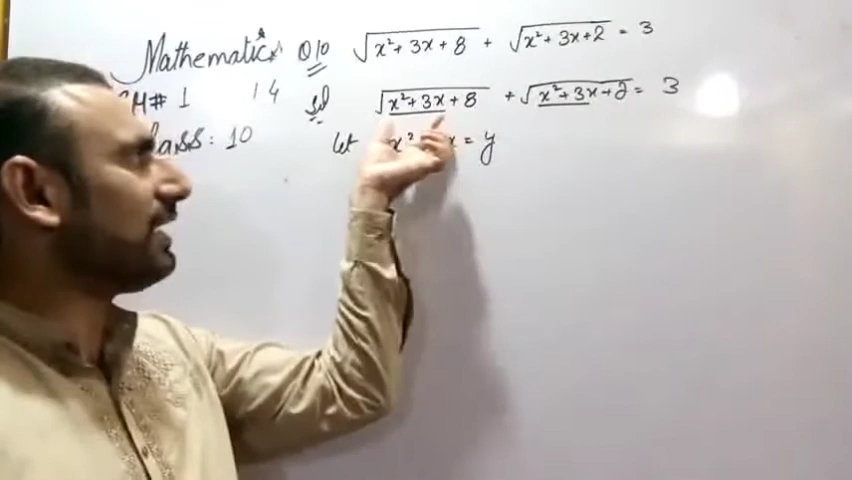 Mathematics Q10 √x²+3x+8 + √x²+3x+2 = 3
CH# 1 1.4 Sol √x²+3x+8 + √x²+3x+2 = 3
Class: 10 let x² = y